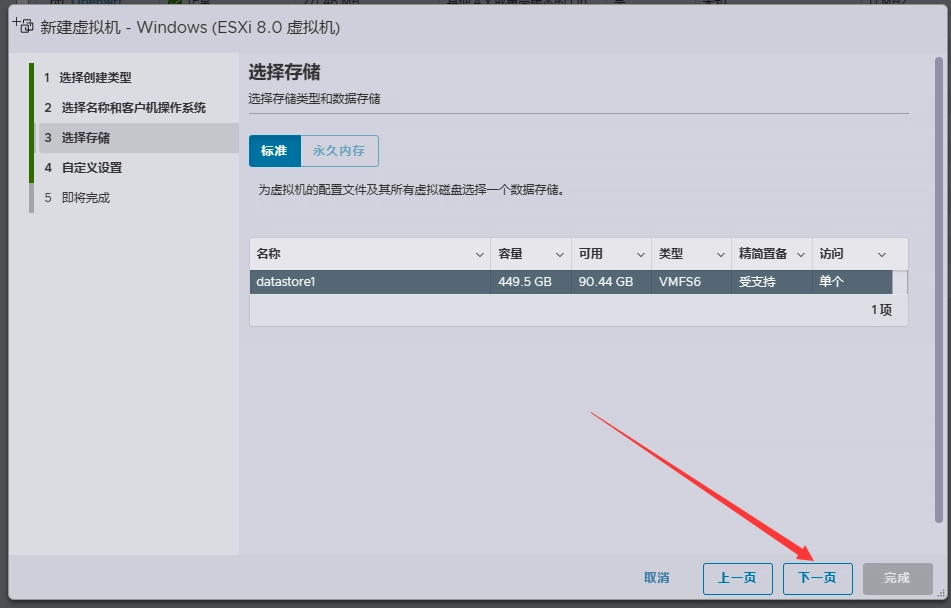 新建虚拟机 - Windows (ESXi 8.0 虚拟机)
1 选择创建类型
2 选择名称和客户机操作系统
3 选择存储
4 自定义设置
5 即将完成
选择存储
选择存储类型和数据存储
标准 永久内存
为虚拟机的配置文件及其所有虚拟磁盘选择一个数据存储。
名称 容量 可用 类型 精简置备 访问
datastore1 449.5 GB 90.44 GB VMFS6 受支持 单个
1 项
取消 上一页 下一页 完成